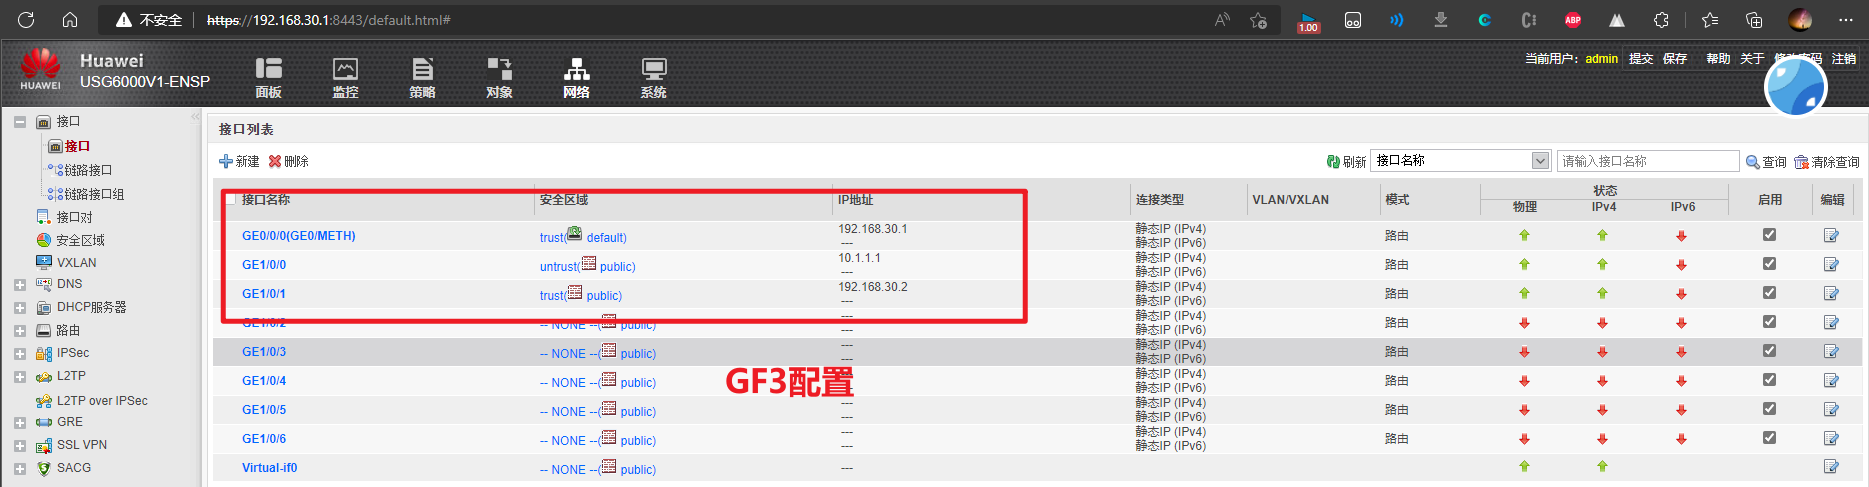 不安全 https://192.168.30.1:8443/default.html#
1.00
ABP
HUAWEI
Huawei
USG6000V1-ENSP
面板 监控 策略 对象 网络 系统
当前用户: admin 提交 保存 帮助 关于 修改密码 注销
接口
接口
链路接口
链路接口组
接口对
安全区域
VXLAN
DNS
DHCP服务器
路由
IPSec
L2TP
L2TP over IPSec
GRE
SSL VPN
SACG
接口列表
新建 删除 刷新 接口名称 请输入接口名称 查询 清除查询
接口名称 安全区域 IP地址 连接类型 VLAN/VXLAN 模式 状态 启用 编辑
物理 IPv4 IPv6
GE0/0/0(GE0/METH) trust( default) 192.168.30.1 静态IP (IPv4) 路由
--- 静态IP (IPv6)
GE1/0/0 untrust( public) 10.1.1.1 静态IP (IPv4) 路由
--- 静态IP (IPv6)
GE1/0/1 trust( public) 192.168.30.2 静态IP (IPv4) 路由
--- 静态IP (IPv6)
GE1/0/2 -- NONE --( public) --- 静态IP (IPv4) 路由
--- 静态IP (IPv6)
GE1/0/3 -- NONE --( public) --- 静态IP (IPv4) 路由
--- 静态IP (IPv6)
GE1/0/4 -- NONE --( public) --- 静态IP (IPv4) 路由
--- 静态IP (IPv6)
GE1/0/5 -- NONE --( public) --- 静态IP (IPv4) 路由
--- 静态IP (IPv6)
GE1/0/6 -- NONE --( public) --- 静态IP (IPv4) 路由
--- 静态IP (IPv6)
Virtual-if0 -- NONE --( public) ---
GF3配置